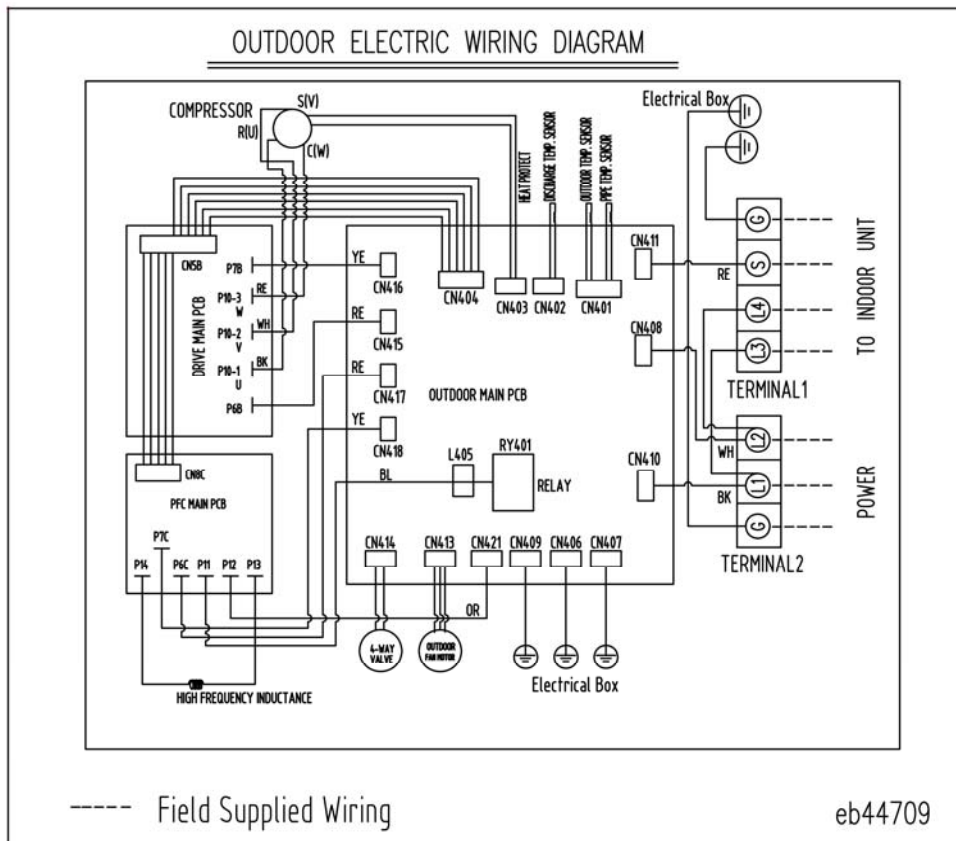 OUTDOOR ELECTRIC WIRING DIAGRAM
COMPRESSOR
S(V)
R(U)
C(W)
HEAT PROTECT
DISCHARGE TEMP. SENSOR
OUTDOOR TEMP. SENSOR
PIPE TEMP. SENSOR
Electrical Box
CN5B
DRIVE MAIN PCB
P7B
P10-3
W
P10-2
V
P10-1
U
P6B
RE
WH
BK
YE
CN416
RE
CN415
RE
CN417
YE
CN418
CN404
CN403
CN402
CN401
CN411
CN408
CN410
OUTDOOR MAIN PCB
L405
RY401
RELAY
BL
G
S
L4
L3
RE
TERMINAL1
TO INDOOR UNIT
L2
L1
G
WH
BK
TERMINAL2
POWER
CN8C
PFC MAIN PCB
P7C
P14
P6C
P11
P12
P13
HIGH FREQUENCY INDUCTANCE
CN414
CN413
CN421
CN409
CN406
CN407
OR
4-WAY
VALVE
OUTDOOR
FAN MOTOR
Electrical Box
----- Field Supplied Wiring
eb44709